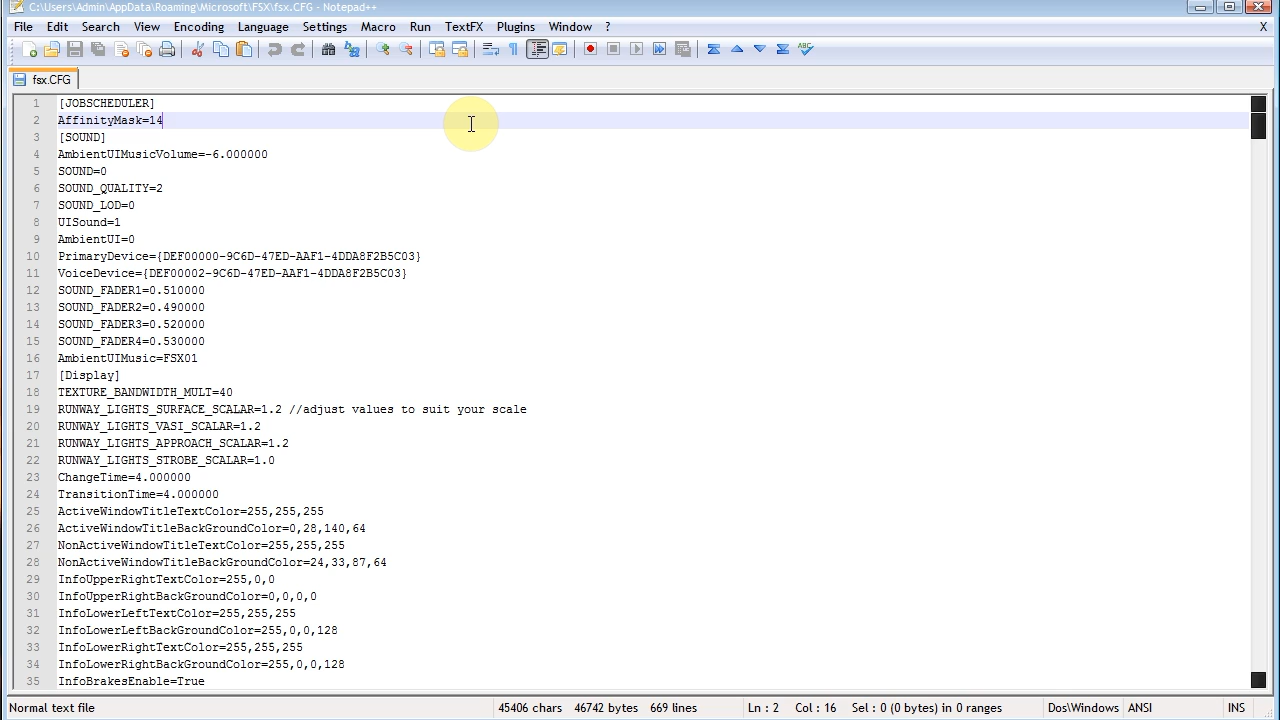 C:\Users\Admin\AppData\Roaming\Microsoft\FSX\fsx.CFG - Notepad++
File Edit Search View Encoding Language Settings Macro Run TextFX Plugins Window ? X
fsx.CFG
1 [JOBSCHEDULER]
2 AffinityMask=14
3 [SOUND]
4 AmbientUIMusicVolume=-6.000000
5 SOUND=0
6 SOUND_QUALITY=2
7 SOUND_LOD=0
8 UISound=1
9 AmbientUI=0
10 PrimaryDevice={DEF00000-9C6D-47ED-AAF1-4DDA8F2B5C03}
11 VoiceDevice={DEF00002-9C6D-47ED-AAF1-4DDA8F2B5C03}
12 SOUND_FADER1=0.510000
13 SOUND_FADER2=0.490000
14 SOUND_FADER3=0.520000
15 SOUND_FADER4=0.530000
16 AmbientUIMusic=FSX01
17 [Display]
18 TEXTURE_BANDWIDTH_MULT=40
19 RUNWAY_LIGHTS_SURFACE_SCALAR=1.2 //adjust values to suit your scale
20 RUNWAY_LIGHTS_VASI_SCALAR=1.2
21 RUNWAY_LIGHTS_APPROACH_SCALAR=1.2
22 RUNWAY_LIGHTS_STROBE_SCALAR=1.0
23 ChangeTime=4.000000
24 TransitionTime=4.000000
25 ActiveWindowTitleTextColor=255,255,255
26 ActiveWindowTitleBackGroundColor=0,28,140,64
27 NonActiveWindowTitleTextColor=255,255,255
28 NonActiveWindowTitleBackGroundColor=24,33,87,64
29 InfoUpperRightTextColor=255,0,0
30 InfoUpperRightBackGroundColor=0,0,0,0
31 InfoLowerLeftTextColor=255,255,255
32 InfoLowerLeftBackGroundColor=255,0,0,128
33 InfoLowerRightTextColor=255,255,255
34 InfoLowerRightBackGroundColor=255,0,0,128
35 InfoBrakesEnable=True
Normal text file 45406 chars 46742 bytes 669 lines Ln : 2 Col : 16 Sel : 0 (0 bytes) in 0 ranges Dos\Windows ANSI INS